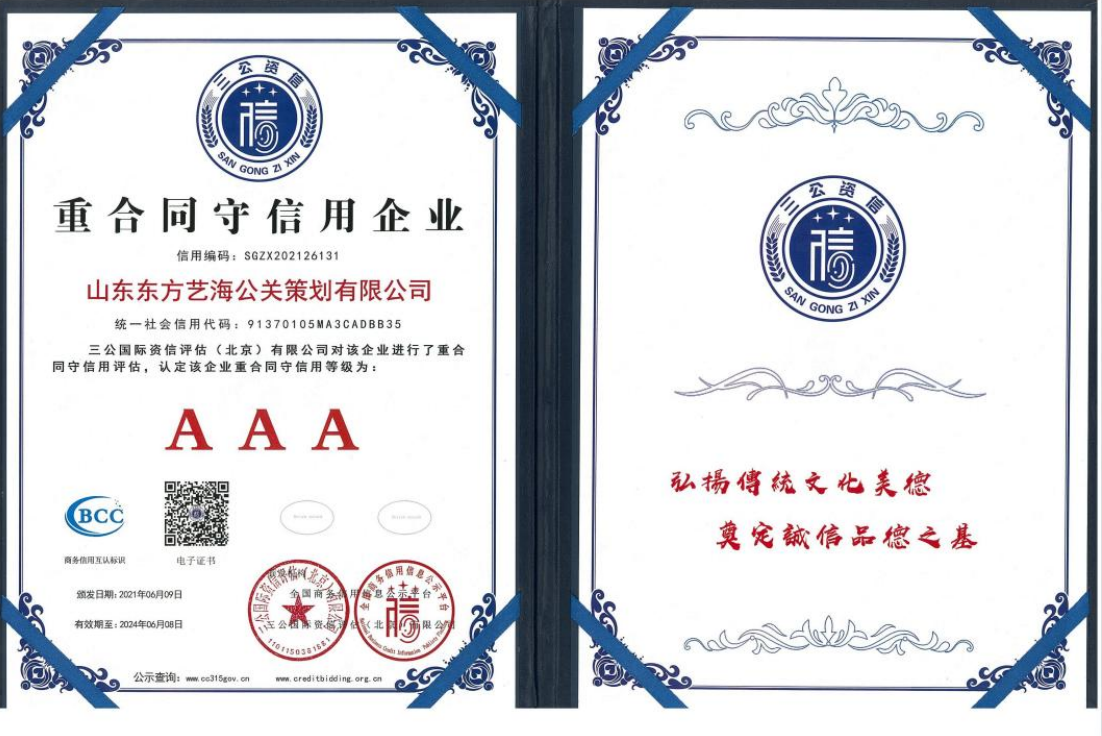 三公资信
SAN GONG ZI XIN
重合同守信用企业
信用编码：SGZX202126131
山东东方艺海公关策划有限公司
统一社会信用代码：91370105MA3CADBB35
三公国际资信评估（北京）有限公司对该企业进行了重合
同守信用评估，认定该企业重合同守信用等级为：
AAA
BCC
商务信用互认标识
电子证书
颁发日期：2021年06月09日
有效期至：2024年06月08日
全国商务信用信息公示平台
三公国际资信评估（北京）有限公司
公示查询：www.cc315gov.cn www.creditbidding.org.cn
三公资信
SAN GONG ZI XIN
弘揚傳統文化美德
奠定誠信品德之基